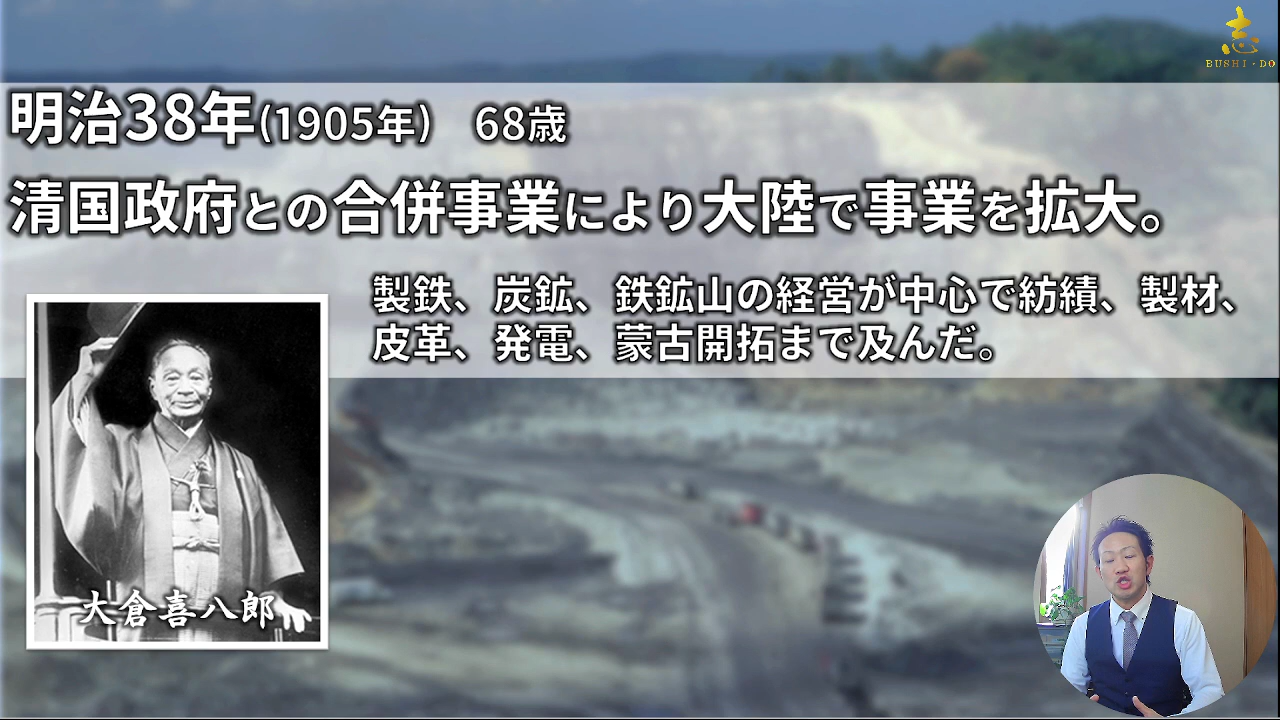 志
BUSHI・DO
明治38年(1905年) 68歳
清国政府との合併事業により大陸で事業を拡大。
製鉄、炭鉱、鉄鉱山の経営が中心で紡績、製材、
皮革、発電、蒙古開拓まで及んだ。
大倉喜八郎